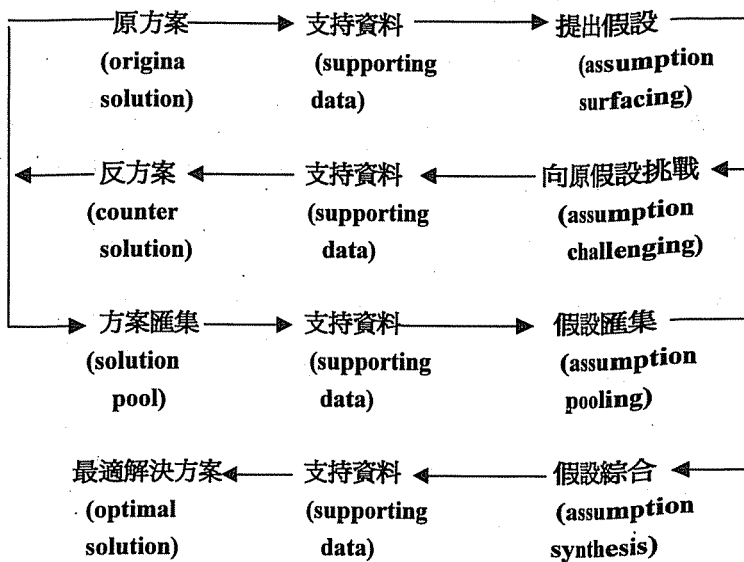 原方案 支持資料 提出假設
(origina (supporting (assumption
solution) data) surfacing)
反方案 支持資料 向原假設挑戰
(counter (supporting (assumption
solution) data) challenging)
方案匯集 支持資料 假設匯集
(solution (supporting (assumption
pool) data) pooling)
最適解決方案 支持資料 假設綜合
(optimal (supporting (assumption
solution) data) synthesis)